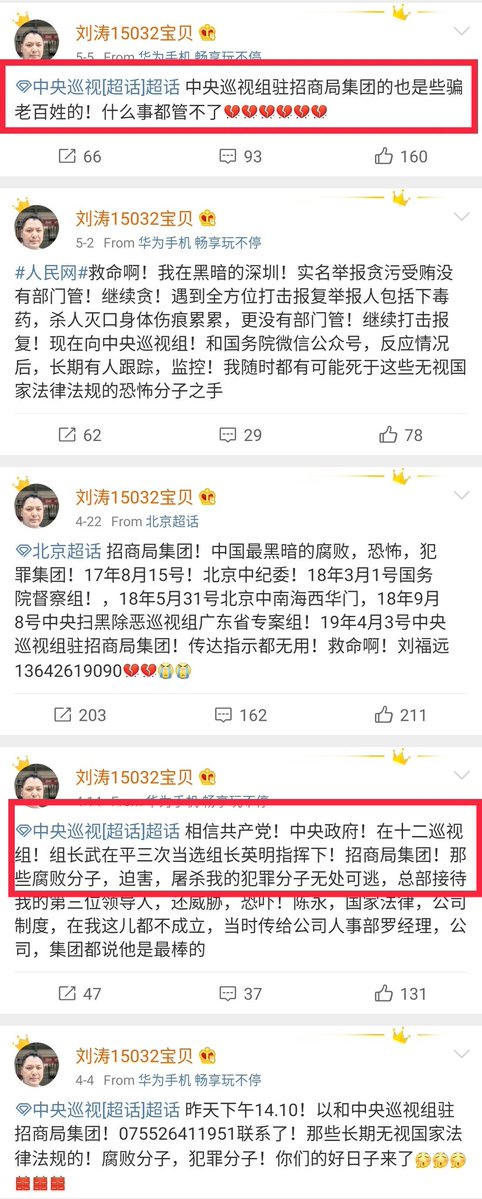 刘涛15032宝贝
5-5 From 华为手机 畅享玩不停
中央巡视[超话]超话 中央巡视组驻招商局集团的也是些骗
老百姓的！什么事都管不了💔💔💔💔💔💔
66 93 160
刘涛15032宝贝
5-2 From 华为手机 畅享玩不停
#人民网#救命啊！我在黑暗的深圳！实名举报贪污受贿没
有部门管！继续贪！遇到全方位打击报复举报人包括下毒
药，杀人灭口身体伤痕累累，更没有部门管！继续打击报
复！现在向中央巡视组！和国务院微信公众号，反应情况
后，长期有人跟踪，监控！我随时都有可能死于这些无视国
家法律法规的恐怖分子之手
62 29 78
刘涛15032宝贝
4-22 From 北京超话
北京超话 招商局集团！中国最黑暗的腐败，恐怖，犯
罪集团！17年8月15号！北京中纪委！18年3月1号国务
院督察组！，18年5月31号北京中南海西华门，18年9月
8号中央扫黑除恶巡视组广东省专案组！19年4月3号中央
巡视组驻招商局集团！传达指示都无用！救命啊！刘福远
13642619090💔💔😭😭
203 162 211
刘涛15032宝贝
4-14 From 华为手机 畅享玩不停
中央巡视[超话]超话 相信共产党！中央政府！在十二巡视
组！组长武在平三次当选组长英明指挥下！招商局集团！那
些腐败分子，迫害，屠杀我的犯罪分子无处可逃，总部接待
我的第三位领导人，还威胁，恐吓！陈永，国家法律，公司
制度，在我这儿都不成立，当时传给公司人事部罗经理，公
司，集团都说他是最棒的
47 37 131
刘涛15032宝贝
4-4 From 华为手机 畅享玩不停
中央巡视[超话]超话 昨天下午14.10！以和中央巡视组驻
招商局集团！075526411951联系了！那些长期无视国家法
律法规的！腐败分子，犯罪分子！你们的好日子来了